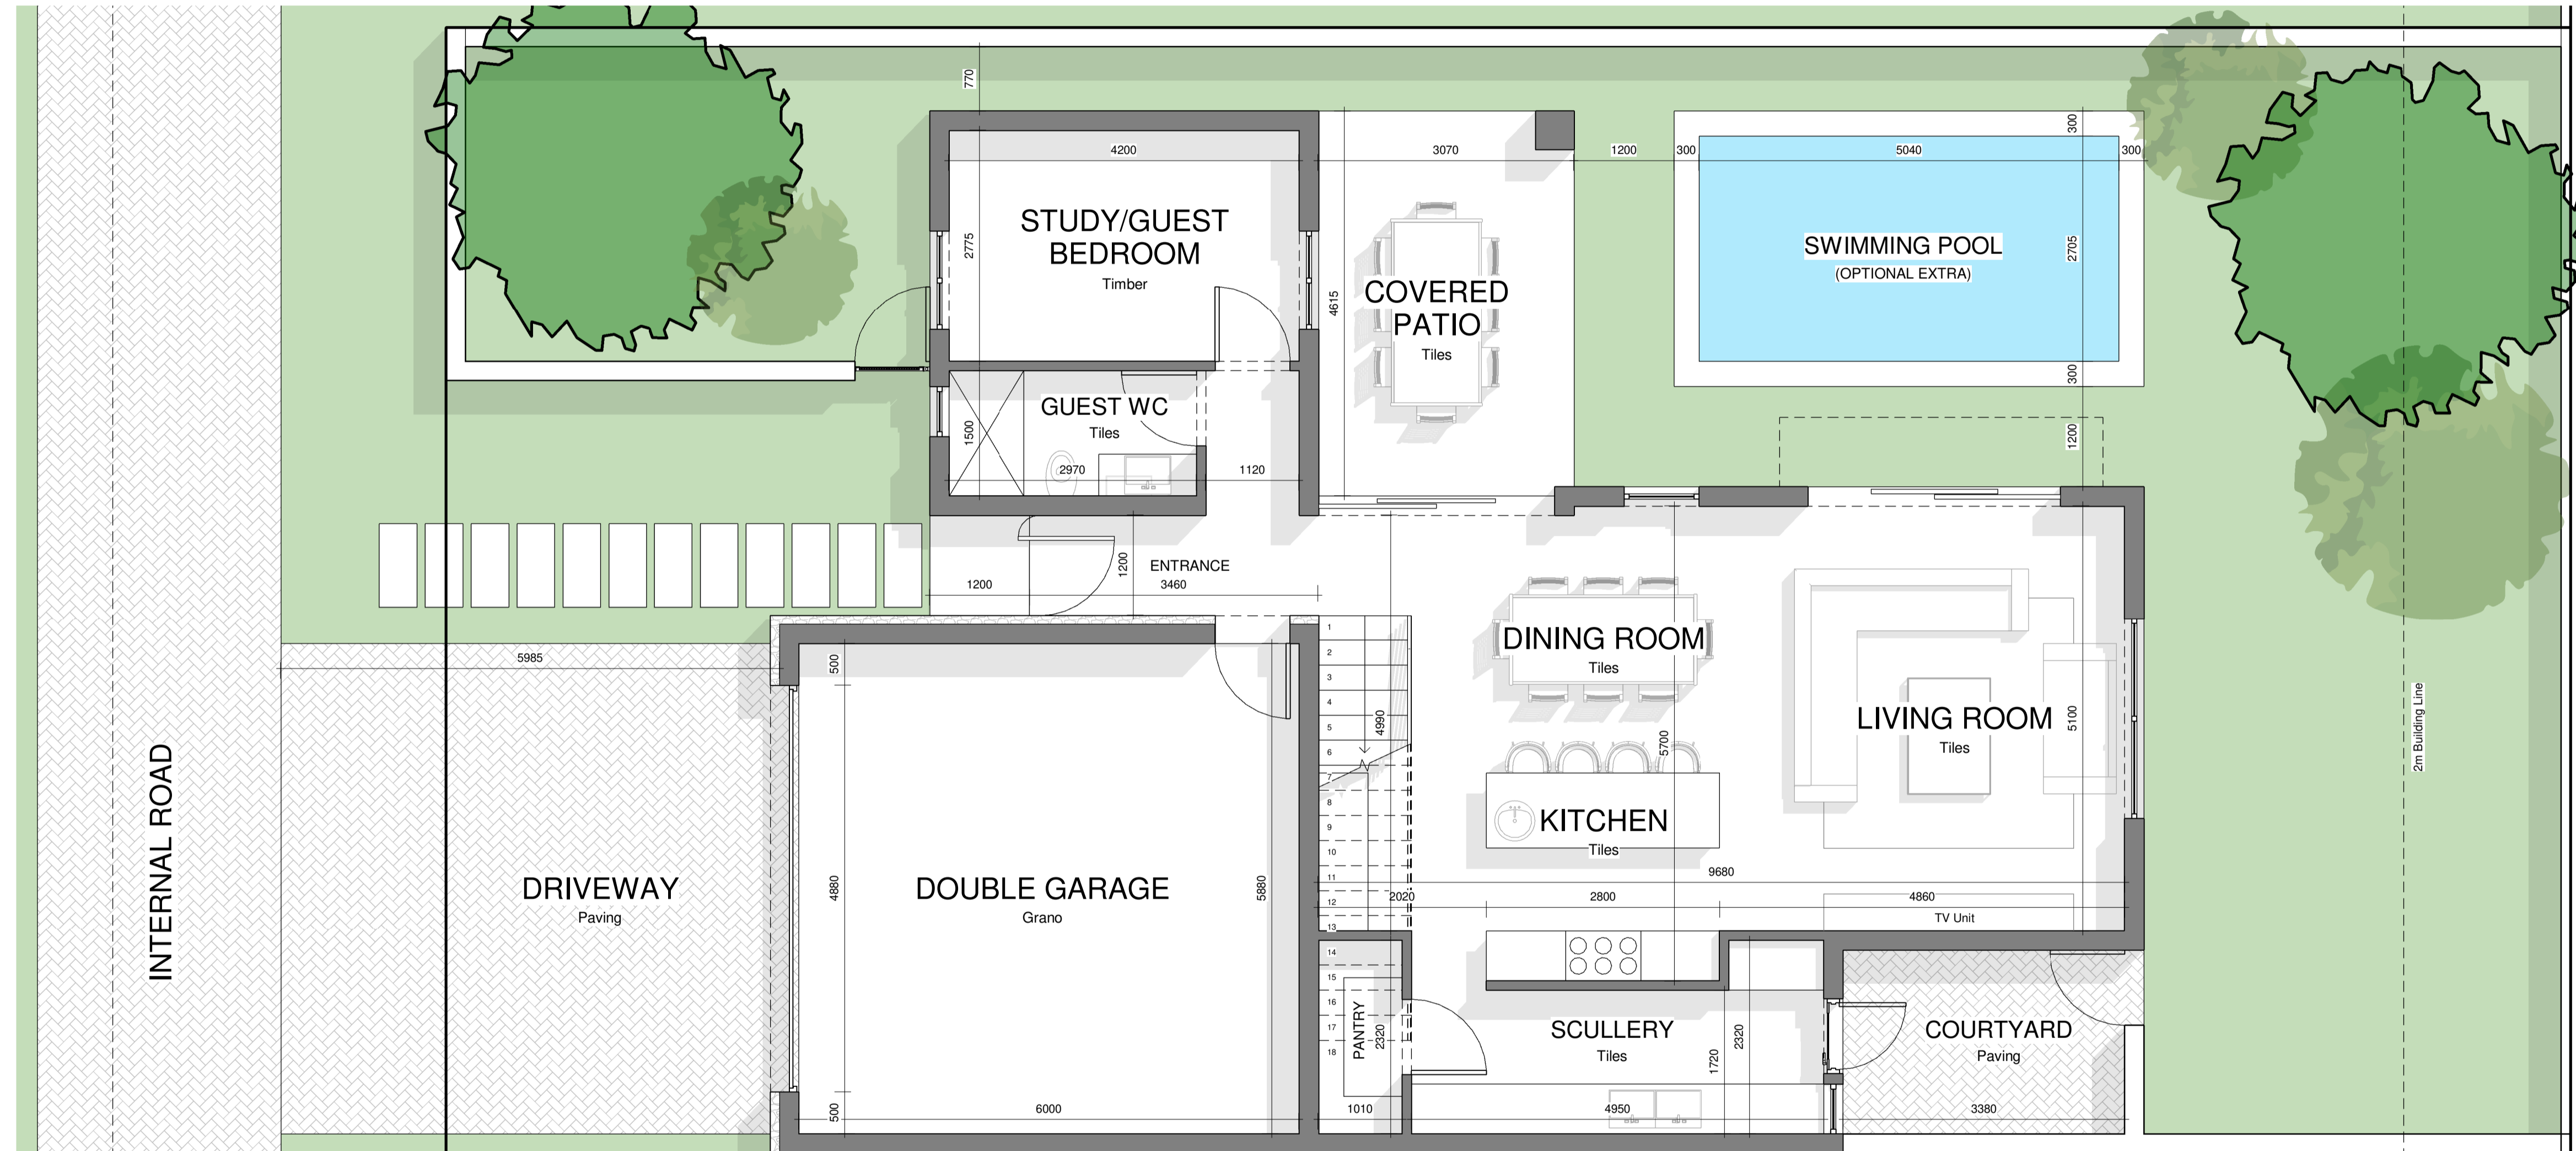 770
4200
3070
1200
300
5040
300
300
STUDY/GUEST
BEDROOM
Timber
2775
COVERED
PATIO
Tiles
4615
SWIMMING POOL
(OPTIONAL EXTRA)
2705
300
GUEST WC
Tiles
1500
2970
1120
1200
1200
ENTRANCE
1200
3460
5985
500
1
2
3
4
5
6
7
8
9
10
11
12
13
14
15
16
17
18
4990
DINING ROOM
Tiles
5700
LIVING ROOM
Tiles
5100
2m Building Line
INTERNAL ROAD
KITCHEN
Tiles
9680
2020
2800
4860
TV Unit
DRIVEWAY
Paving
4880
DOUBLE GARAGE
Grano
5880
PANTRY
2320
SCULLERY
Tiles
1720
2320
COURTYARD
Paving
500
6000
1010
4950
3380